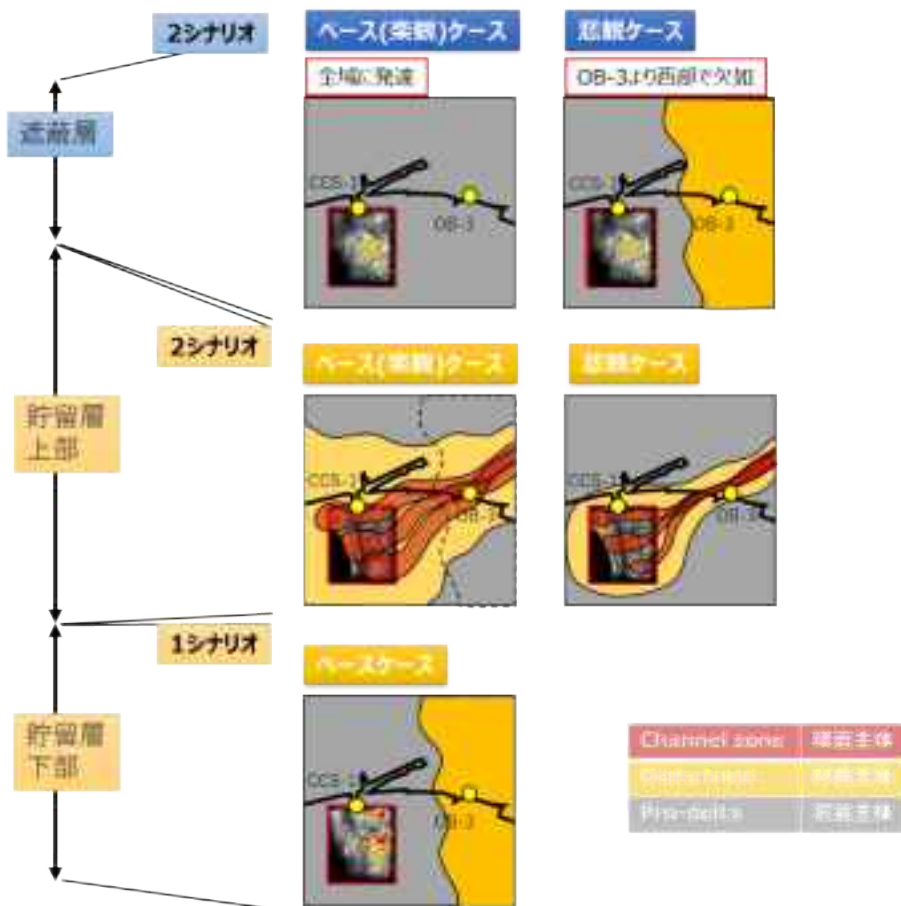 2シナリオ
ベース(楽観)ケース
悲観ケース
全域に発達
OB-3より西部で欠如
遮蔽層
CCS-1
OB-3
CCS-1
OB-3
2シナリオ
ベース(楽観)ケース
悲観ケース
貯留層
上部
CCS-1
OB-3
CCS-1
OB-3
1シナリオ
ベースケース
貯留層
下部
CCS-1
OB-3
Channel zone
礫岩主体
Pro-delta
泥岩主体